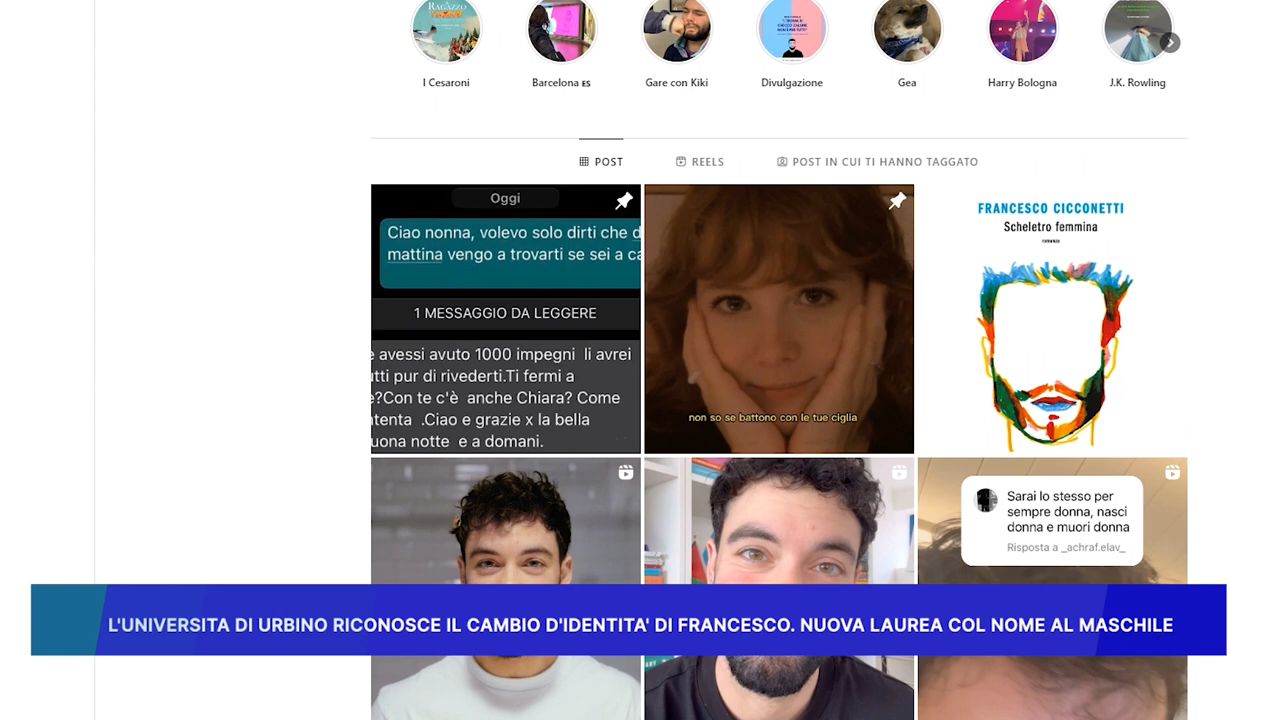 RAGAZZO
I Cesaroni
Barcelona ES
Gare con Kiki
Divulgazione
Gea
Harry Bologna
J.K. Rowling
POST
REELS
POST IN CUI TI HANNO TAGGATO
Oggi
Ciao nonna, volevo solo dirti che d
mattina vengo a trovarti se sei a ca
1 MESSAGGIO DA LEGGERE
e avessi avuto 1000 impegni li avrei
utti pur di rivederti.Ti fermi a
e?Con te c'è anche Chiara? Come
ntenta .Ciao e grazie x la bella
uona notte e a domani.
non so se battono con le tue ciglia
FRANCESCO CICCONETTI
Scheletro femmina
romanzo
Sarai lo stesso per
sempre donna, nasci
donna e muori donna
Risposta a _achraf.elav_
L'UNIVERSITA DI URBINO RICONOSCE IL CAMBIO D'IDENTITA' DI FRANCESCO. NUOVA LAUREA COL NOME AL MASCHILE